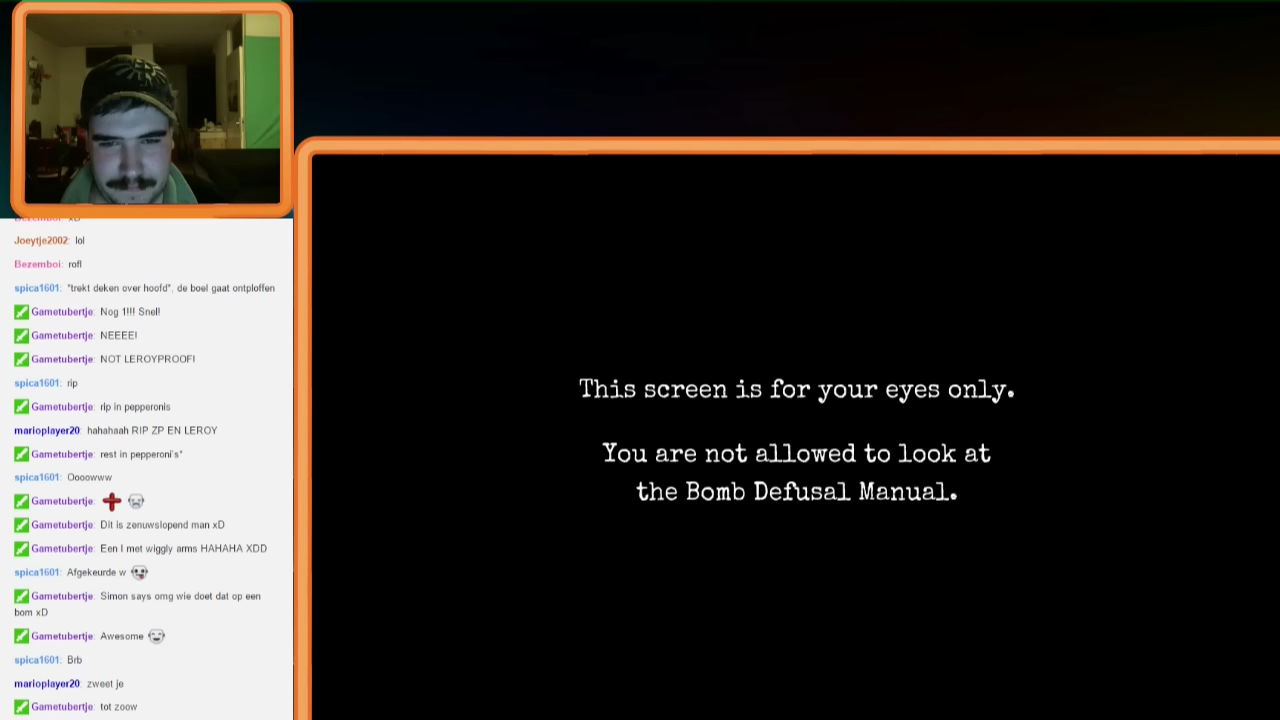 Joeytje2002: lol
Bezemboi: rofl
spica1601: "trekt deken over hoofd", de boel gaat ontploffen
Gametubertje: Nog 1!!! Snel!
Gametubertje: NEEEE!
Gametubertje: NOT LEROYPROOF!
spica1601: rip
Gametubertje: rip in pepperonis
marioplayer20: hahahaah RIP ZP EN LEROY
Gametubertje: rest in pepperoni's*
spica1601: Oooowww
Gametubertje:
Gametubertje: Dit is zenuwslopend man xD
Gametubertje: Een I met wiggly arms HAHAHA XDD
spica1601: Afgekeurde w
Gametubertje: Simon says omg wie doet dat op een
bom xD
Gametubertje: Awesome
spica1601: Brb
marioplayer20: zweet je
Gametubertje: tot zoow
This screen is for your eyes only.
You are not allowed to look at
the Bomb Defusal Manual.